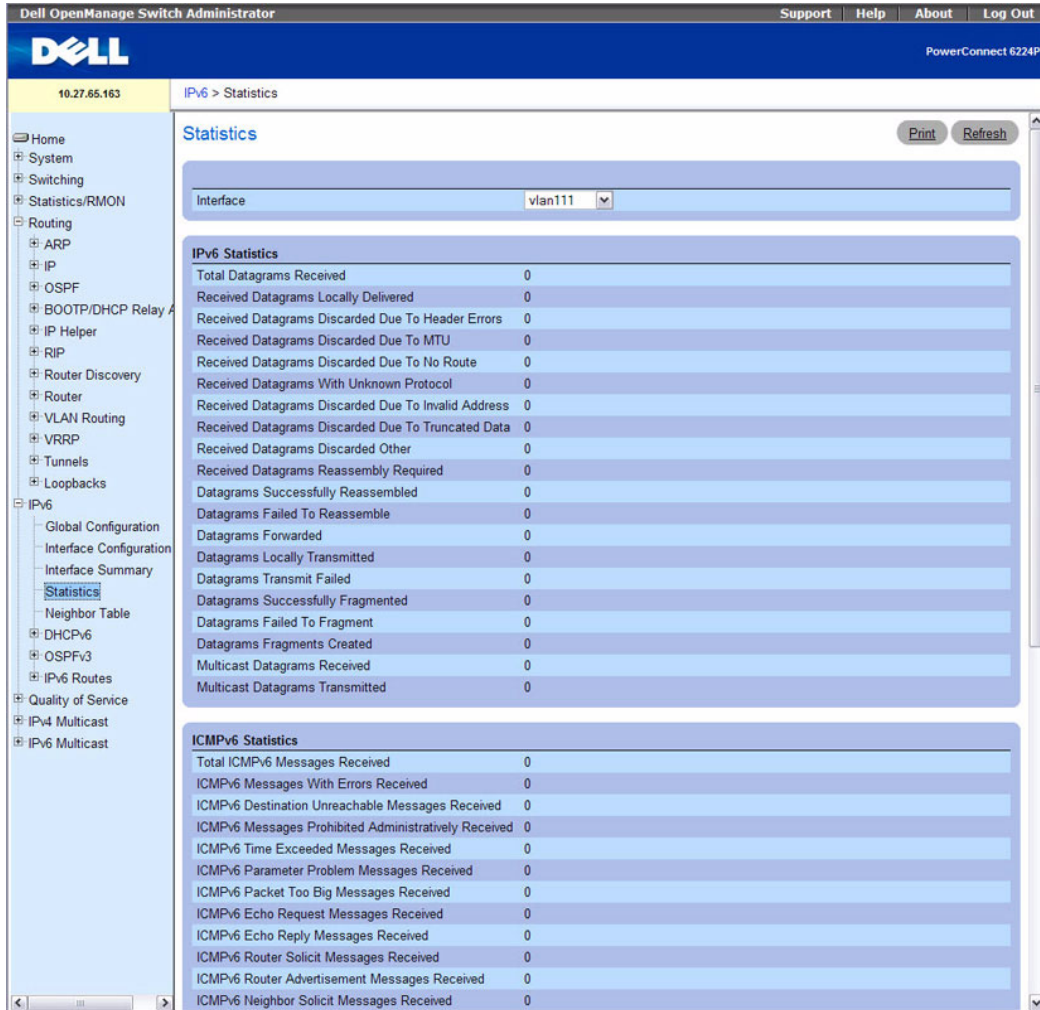 Dell OpenManage Switch Administrator
Support Help About Log Out
DELL
PowerConnect 6224P
10.27.65.163
IPv6 > Statistics
Home
System
Switching
Statistics/RMON
Routing
ARP
IP
OSPF
BOOTP/DHCP Relay A
IP Helper
RIP
Router Discovery
Router
VLAN Routing
VRRP
Tunnels
Loopbacks
IPv6
Global Configuration
Interface Configuration
Interface Summary
Statistics
Neighbor Table
DHCPv6
OSPFv3
IPv6 Routes
Quality of Service
IPv4 Multicast
IPv6 Multicast
Statistics
Print Refresh
Interface vlan111
IPv6 Statistics
Total Datagrams Received 0
Received Datagrams Locally Delivered 0
Received Datagrams Discarded Due To Header Errors 0
Received Datagrams Discarded Due To MTU 0
Received Datagrams Discarded Due To No Route 0
Received Datagrams With Unknown Protocol 0
Received Datagrams Discarded Due To Invalid Address 0
Received Datagrams Discarded Due To Truncated Data 0
Received Datagrams Discarded Other 0
Received Datagrams Reassembly Required 0
Datagrams Successfully Reassembled 0
Datagrams Failed To Reassemble 0
Datagrams Forwarded 0
Datagrams Locally Transmitted 0
Datagrams Transmit Failed 0
Datagrams Successfully Fragmented 0
Datagrams Failed To Fragment 0
Datagrams Fragments Created 0
Multicast Datagrams Received 0
Multicast Datagrams Transmitted 0
ICMPv6 Statistics
Total ICMPv6 Messages Received 0
ICMPv6 Messages With Errors Received 0
ICMPv6 Destination Unreachable Messages Received 0
ICMPv6 Messages Prohibited Administratively Received 0
ICMPv6 Time Exceeded Messages Received 0
ICMPv6 Parameter Problem Messages Received 0
ICMPv6 Packet Too Big Messages Received 0
ICMPv6 Echo Request Messages Received 0
ICMPv6 Echo Reply Messages Received 0
ICMPv6 Router Solicit Messages Received 0
ICMPv6 Router Advertisement Messages Received 0
ICMPv6 Neighbor Solicit Messages Received 0